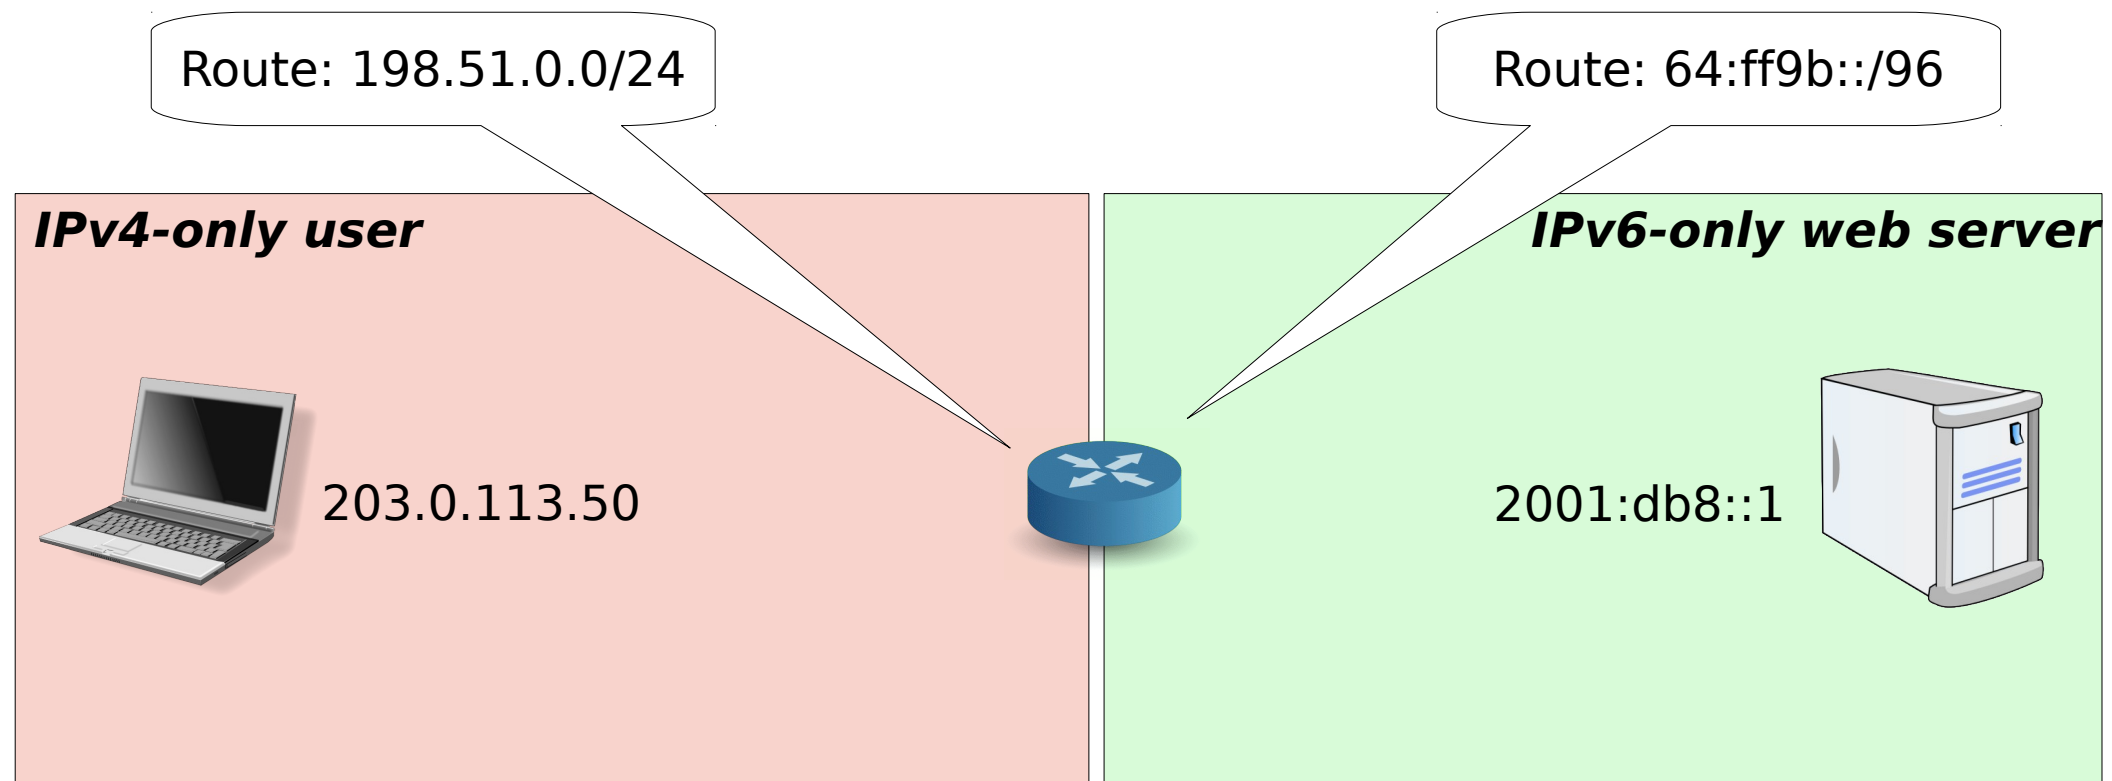 Route: 198.51.0.0/24
Route: 64:ff9b::/96
IPv4-only user
IPv6-only web server
203.0.113.50
2001:db8::1